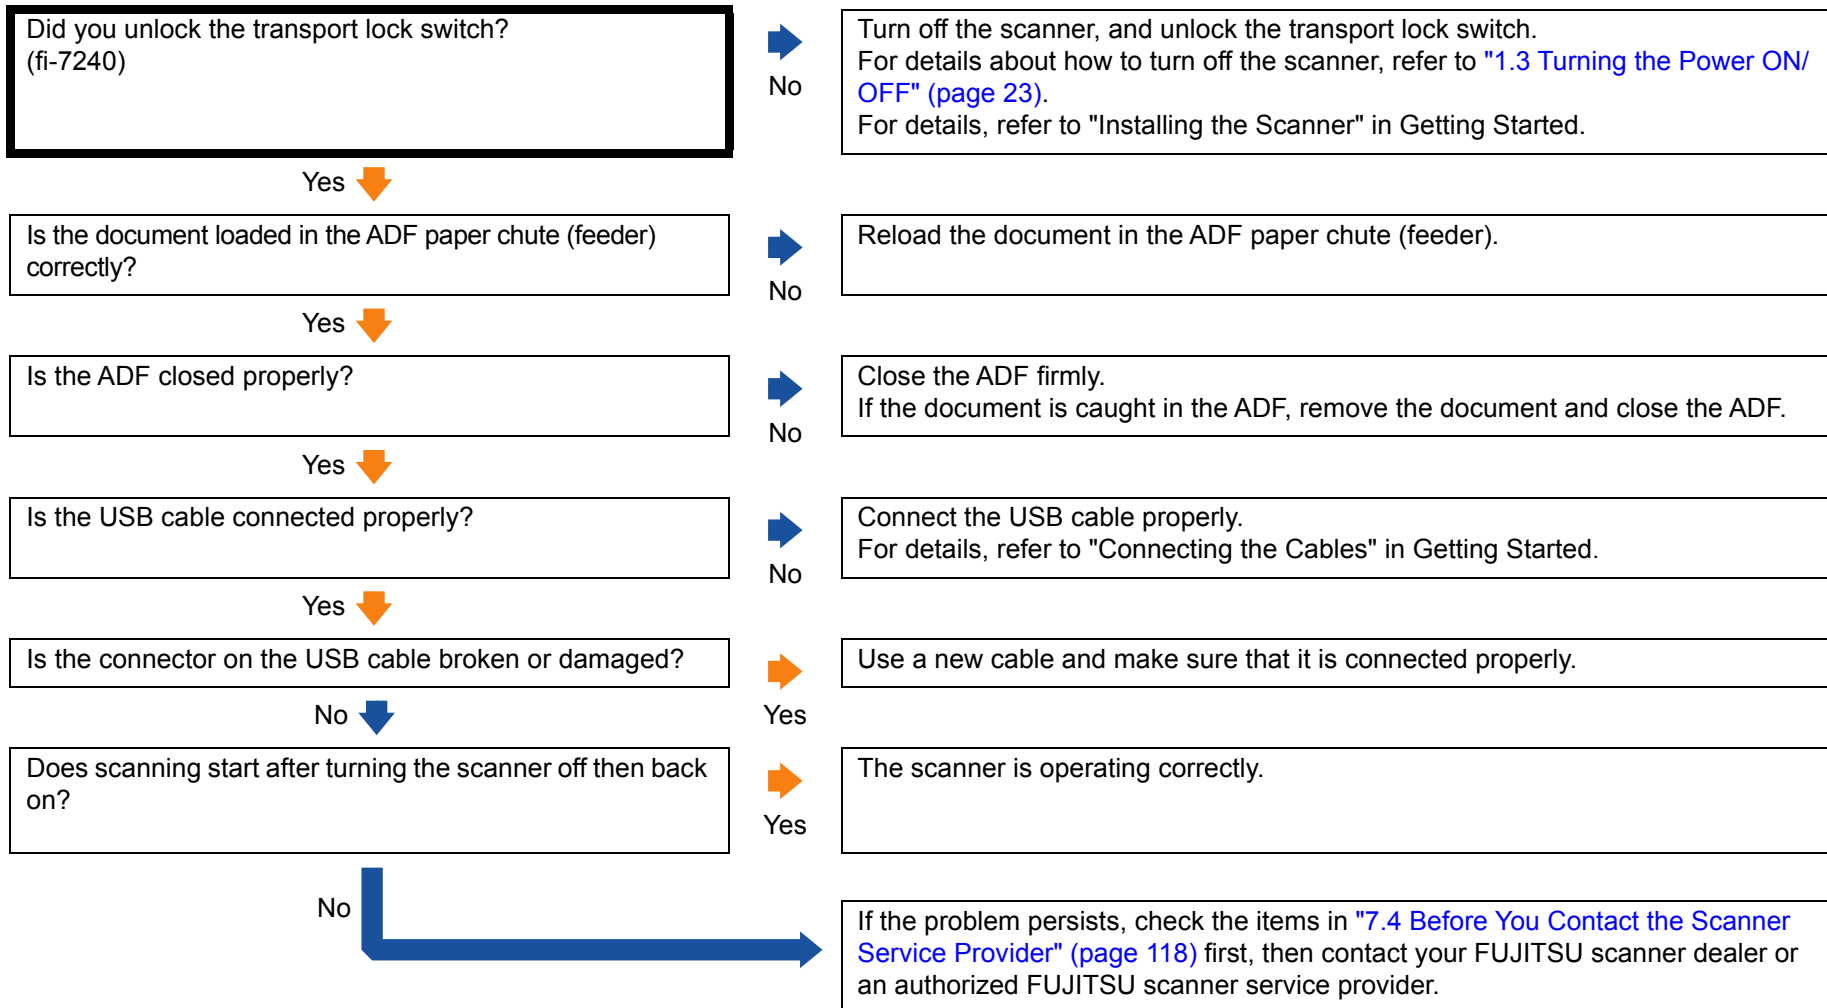 Did you unlock the transport lock switch?
(fi-7240)
No
Turn off the scanner, and unlock the transport lock switch.
For details about how to turn off the scanner, refer to "1.3 Turning the Power ON/
OFF" (page 23).
For details, refer to "Installing the Scanner" in Getting Started.
Yes
Is the document loaded in the ADF paper chute (feeder)
correctly?
No
Reload the document in the ADF paper chute (feeder).
Yes
Is the ADF closed properly?
No
Close the ADF firmly.
If the document is caught in the ADF, remove the document and close the ADF.
Yes
Is the USB cable connected properly?
No
Connect the USB cable properly.
For details, refer to "Connecting the Cables" in Getting Started.
Yes
Is the connector on the USB cable broken or damaged?
Yes
Use a new cable and make sure that it is connected properly.
No
Does scanning start after turning the scanner off then back
on?
Yes
The scanner is operating correctly.
No
If the problem persists, check the items in "7.4 Before You Contact the Scanner
Service Provider" (page 118) first, then contact your FUJITSU scanner dealer or
an authorized FUJITSU scanner service provider.